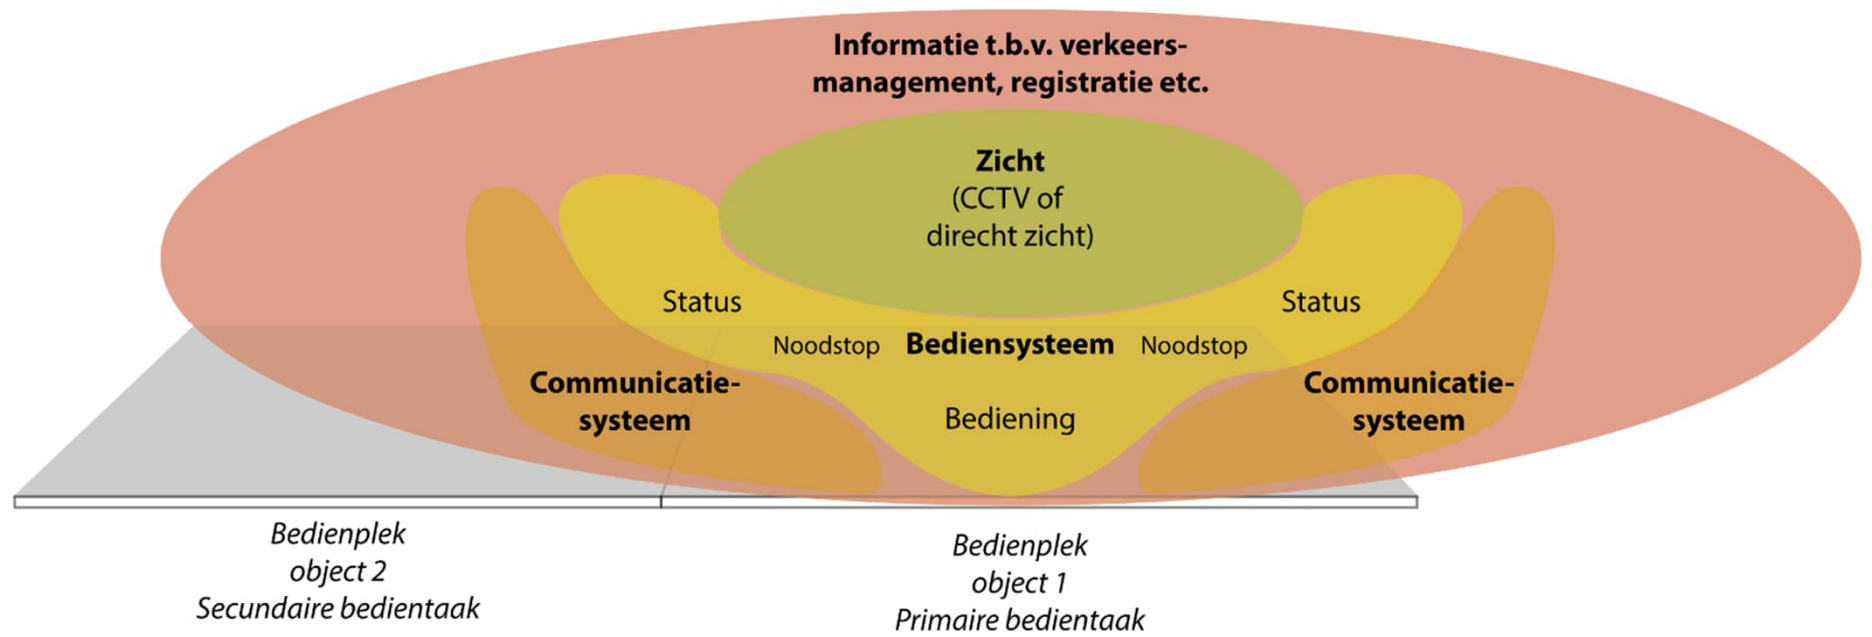 Informatie t.b.v. verkeers-
management, registratie etc.
Zicht
(CCTV of
direcht zicht)
Status
Status
Noodstop
Bediensysteem
Noodstop
Communicatie-
systeem
Bediening
Communicatie-
systeem
Bedienplek
object 2
Secundaire bedientaak
Bedienplek
object 1
Primaire bedientaak